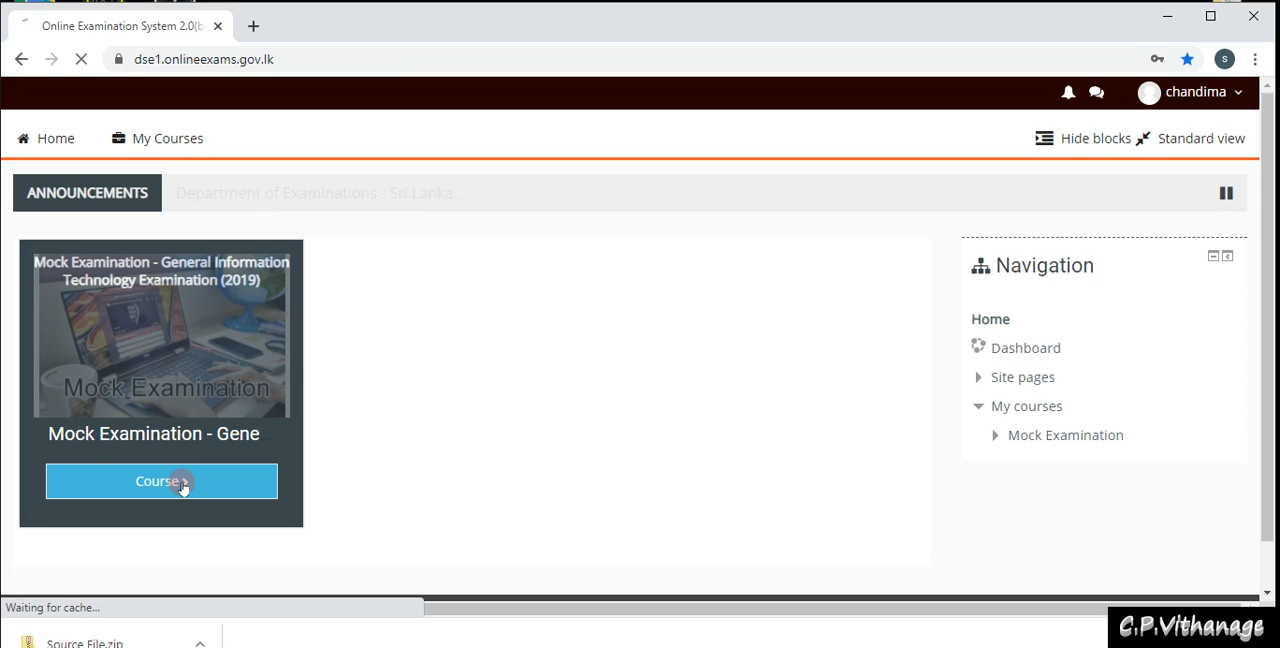 Online Examination System 2.0(b
dse1.onlineexams.gov.lk
S
chandima
Home
My Courses
Hide blocks
Standard view
ANNOUNCEMENTS
Department of Examinations - Sri Lanka...
Mock Examination - General Information
Technology Examination (2019)
Mock Examination
Mock Examination - Gene
Course
Navigation
Home
Dashboard
Site pages
My courses
Mock Examination
Waiting for cache...
Source File.zip
C.P.Vithanage